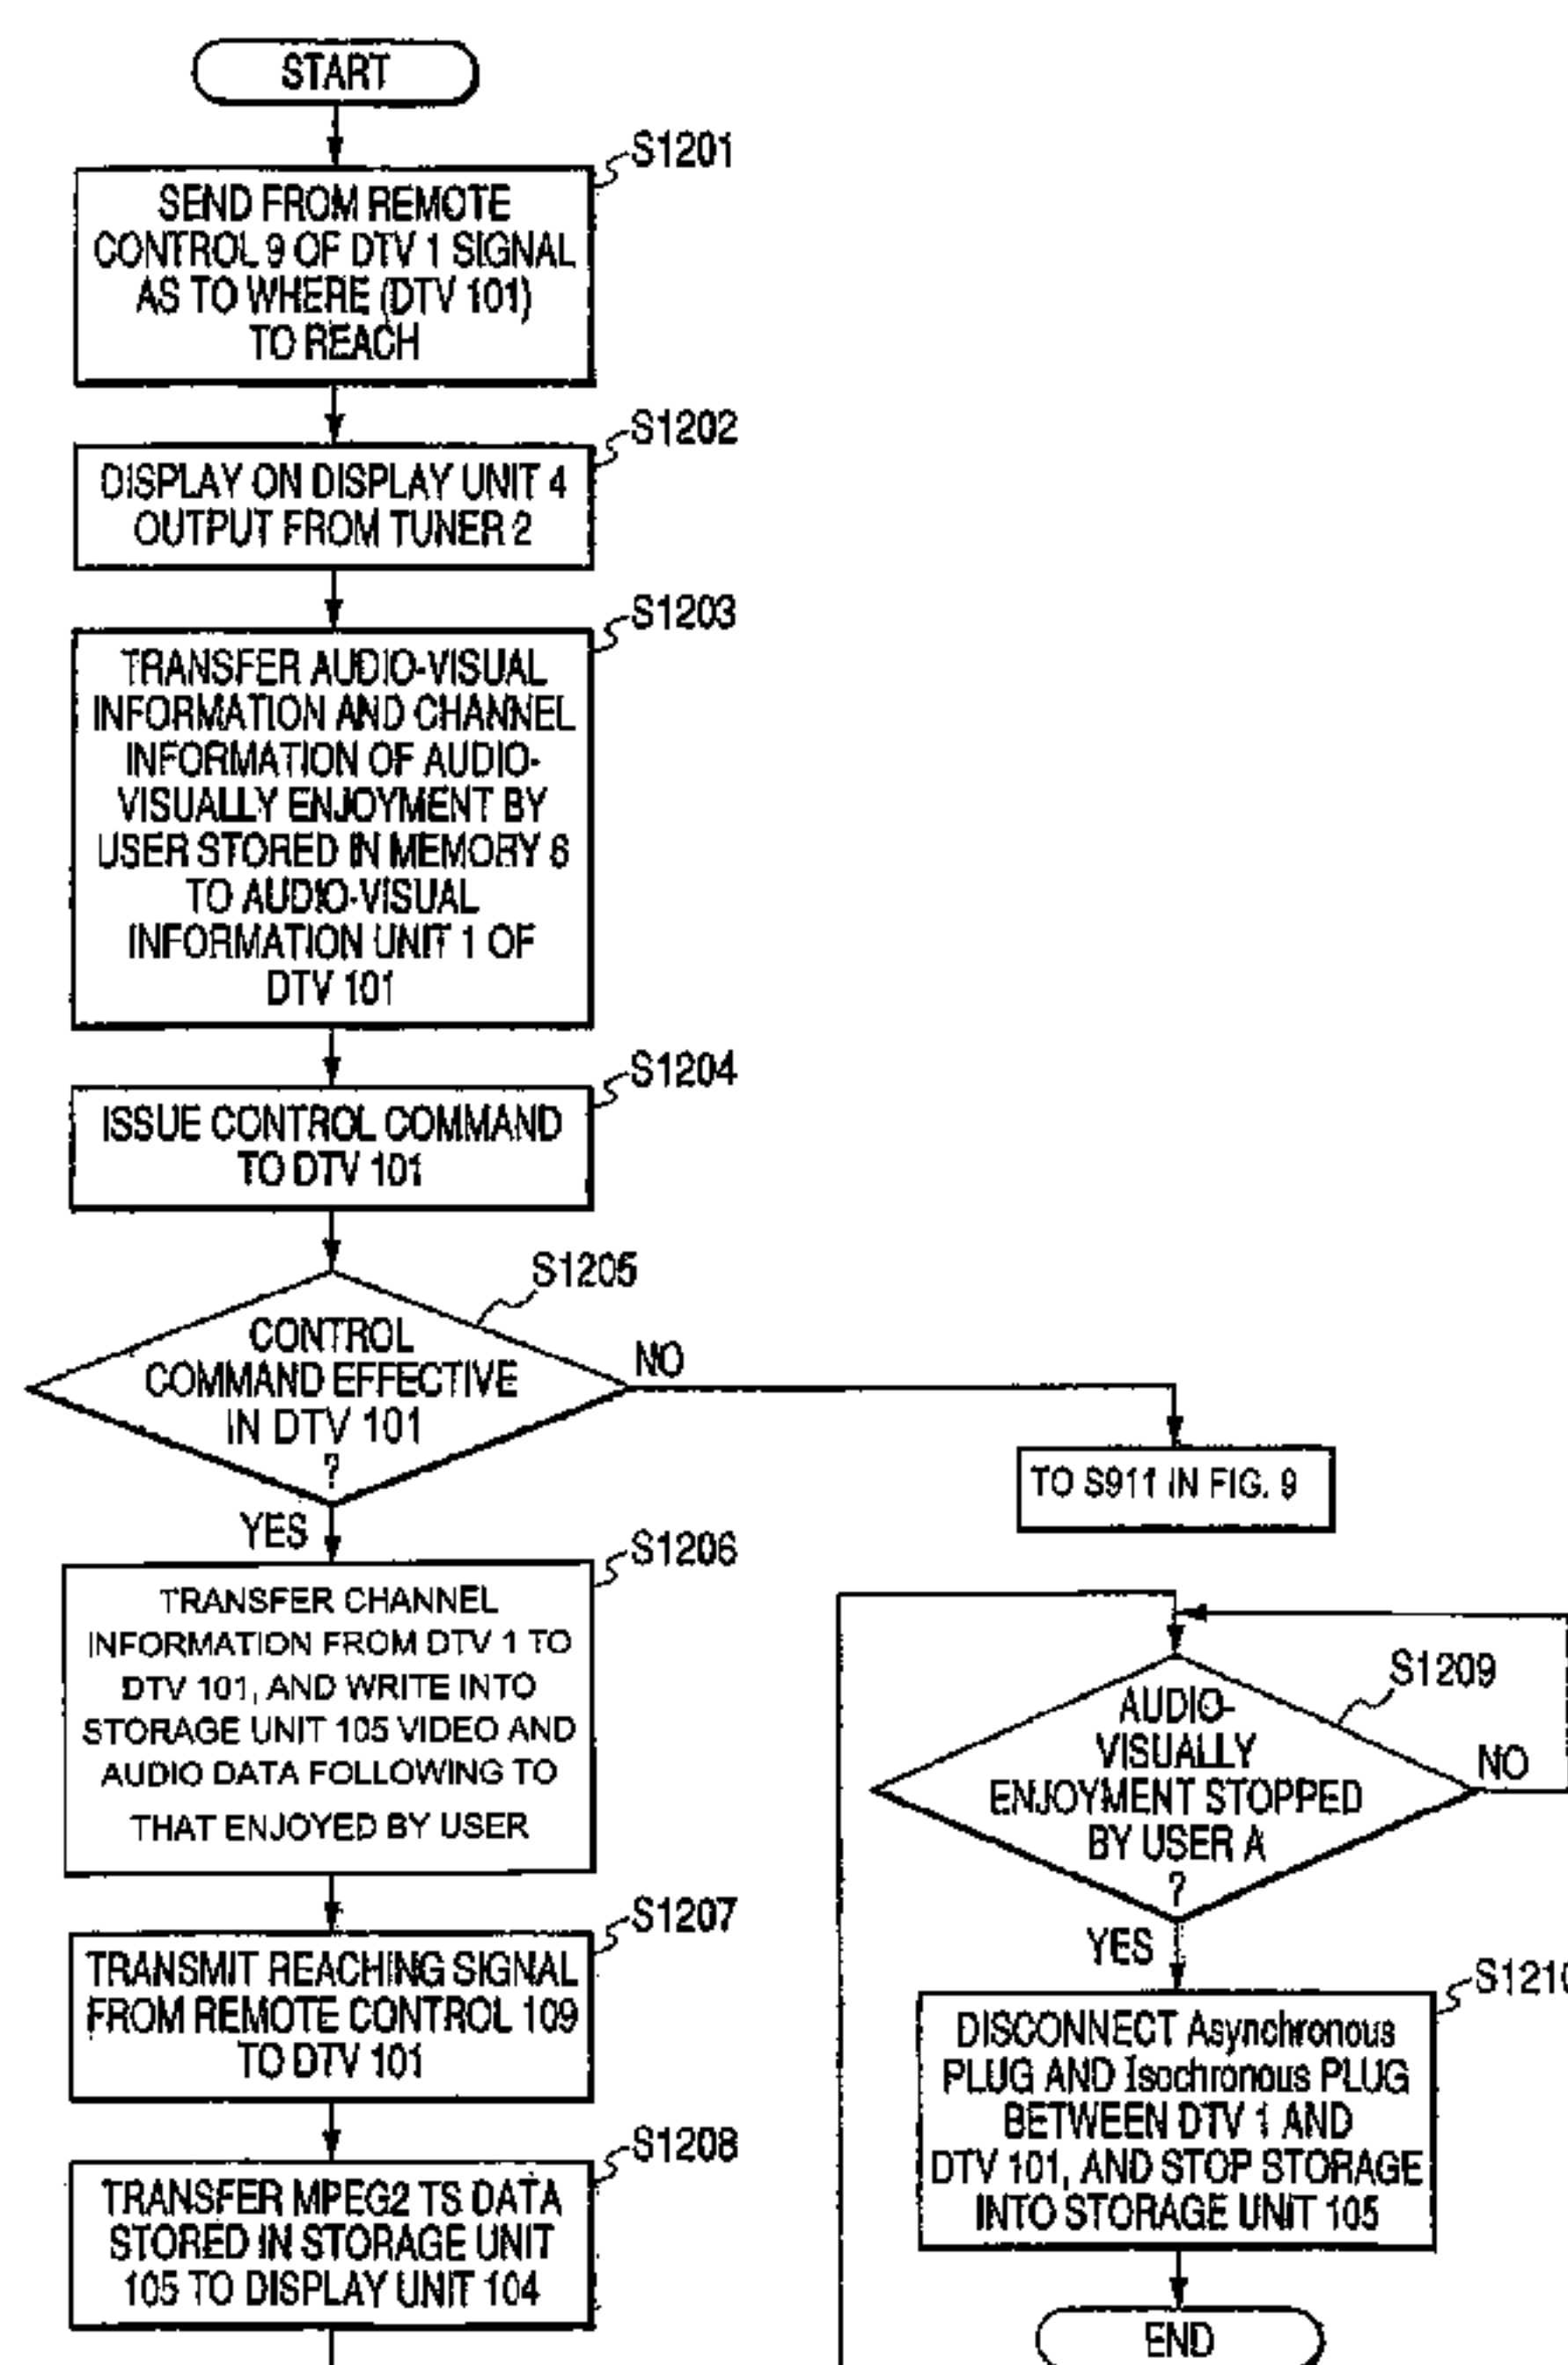 START
S1201
SEND FROM REMOTE
CONTROL 9 OF DTV 1 SIGNAL
AS TO WHERE (DTV 101)
TO REACH
S1202
DISPLAY ON DISPLAY UNIT 4
OUTPUT FROM TUNER 2
S1203
TRANSFER AUDIO-VISUAL
INFORMATION AND CHANNEL
INFORMATION OF AUDIO-
VISUALLY ENJOYMENT BY
USER STORED IN MEMORY 6
TO AUDIO-VISUAL
INFORMATION UNIT 1 OF
DTV 101
S1204
ISSUE CONTROL COMMAND
TO DTV 101
S1205
CONTROL
COMMAND EFFECTIVE
IN DTV 101
?
NO
TO S911 IN FIG. 9
YES
S1206
TRANSFER CHANNEL
INFORMATION FROM DTV 1 TO
DTV 101, AND WRITE INTO
STORAGE UNIT 105 VIDEO AND
AUDIO DATA FOLLOWING TO
THAT ENJOYED BY USER
S1207
TRANSMIT REACHING SIGNAL
FROM REMOTE CONTROL 109
TO DTV 101
S1208
TRANSFER MPEG2 TS DATA
STORED IN STORAGE UNIT
105 TO DISPLAY UNIT 104
S1209
AUDIO-
VISUALLY
ENJOYMENT STOPPED
BY USER A
?
NO
YES
S1210
DISCONNECT Asynchronous
PLUG AND Isochronous PLUG
BETWEEN DTV 1 AND
DTV 101, AND STOP STORAGE
INTO STORAGE UNIT 105
END